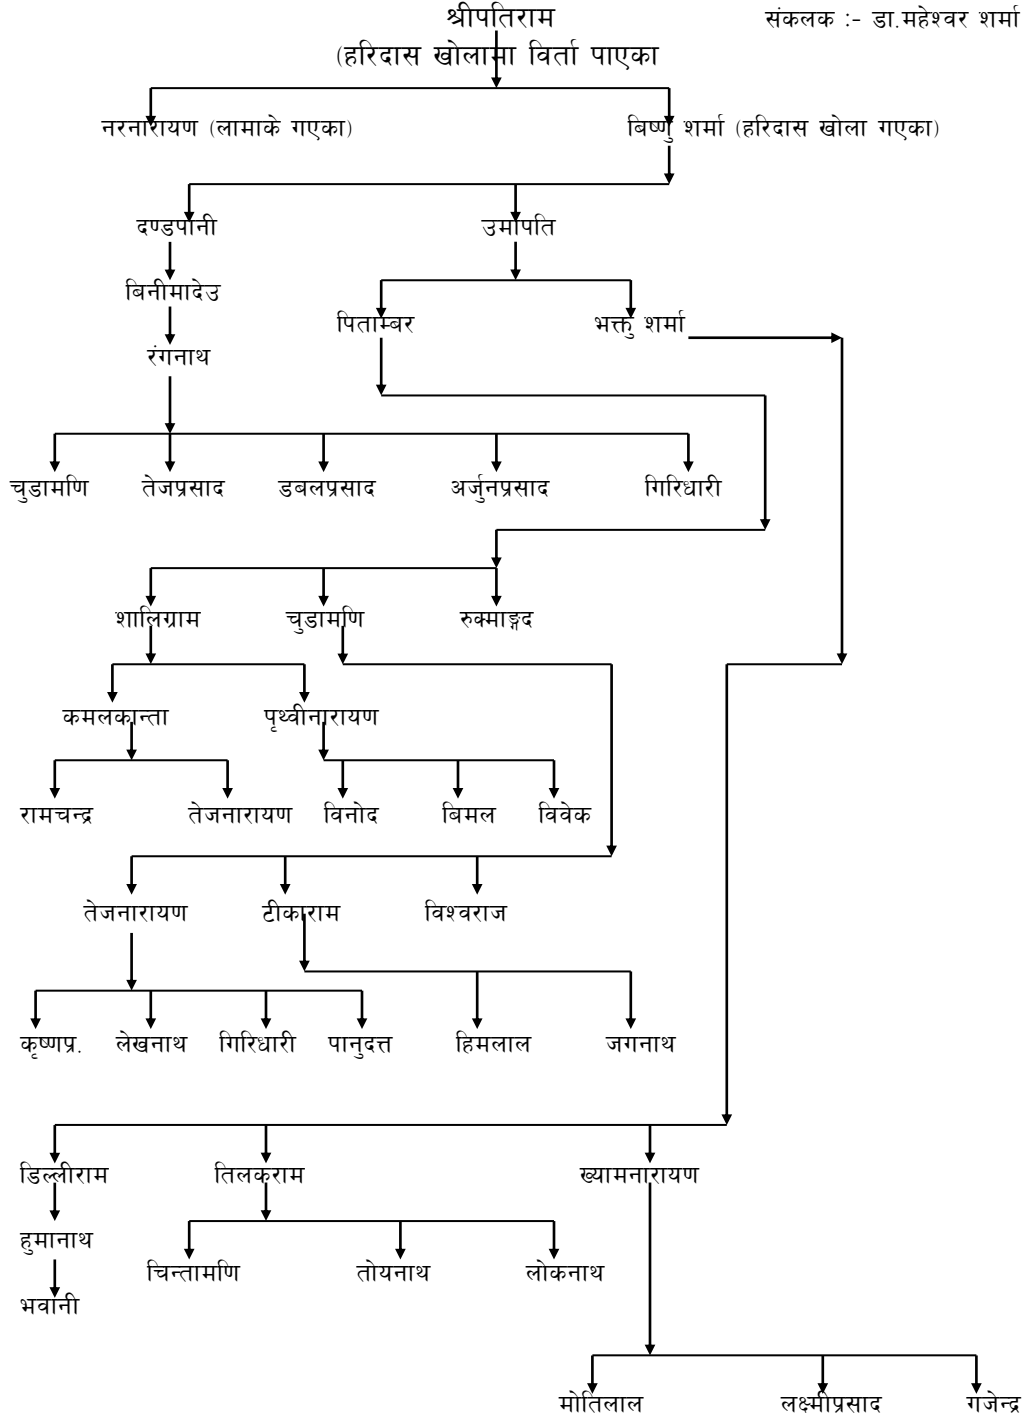 श्रीपतिराम
संकलक :- डा.महेश्वर शर्मा
(हरिदास खोलामा विर्ता पाएका
नरनारायण (लामाके गएका)
बिष्णु शर्मा (हरिदास खोला गएका)
दण्डपानी
उमापति
बिनीमादेउ
पिताम्बर
भक्तु शर्मा
रंगनाथ
चुडामणि
तेजप्रसाद
डबलप्रसाद
अर्जुनप्रसाद
गिरिधारी
शालिग्राम
चुडामणि
रुक्माङ्गद
कमलकान्ता
पृथ्वीनारायण
रामचन्द्र
तेजनारायण
विनोद
बिमल
विवेक
तेजनारायण
टीकाराम
विश्वराज
कृष्णप्र.
लेखनाथ
गिरिधारी
पानुदत्त
हिमलाल
जगनाथ
डिल्लीराम
तिलकराम
ख्यामनारायण
हुमानाथ
चिन्तामणि
तोयनाथ
लोकनाथ
भवानी
मोतिलाल
लक्ष्मीप्रसाद
गजेन्द्र